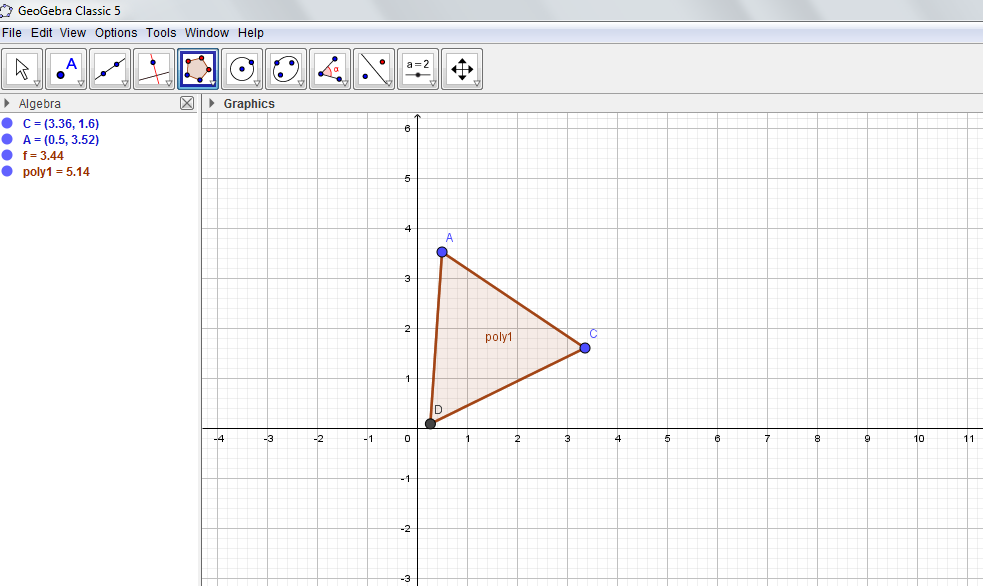 GeoGebra Classic 5
File Edit View Options Tools Window Help
A
α
a = 2
Algebra
Graphics
C = (3.36, 1.6)
A = (0.5, 3.52)
f = 3.44
poly1 = 5.14
6
5
4
3
2
1
A
C
poly1
D
-4 -3 -2 -1 0 1 2 3 4 5 6 7 8 9 10 11
-1
-2
-3